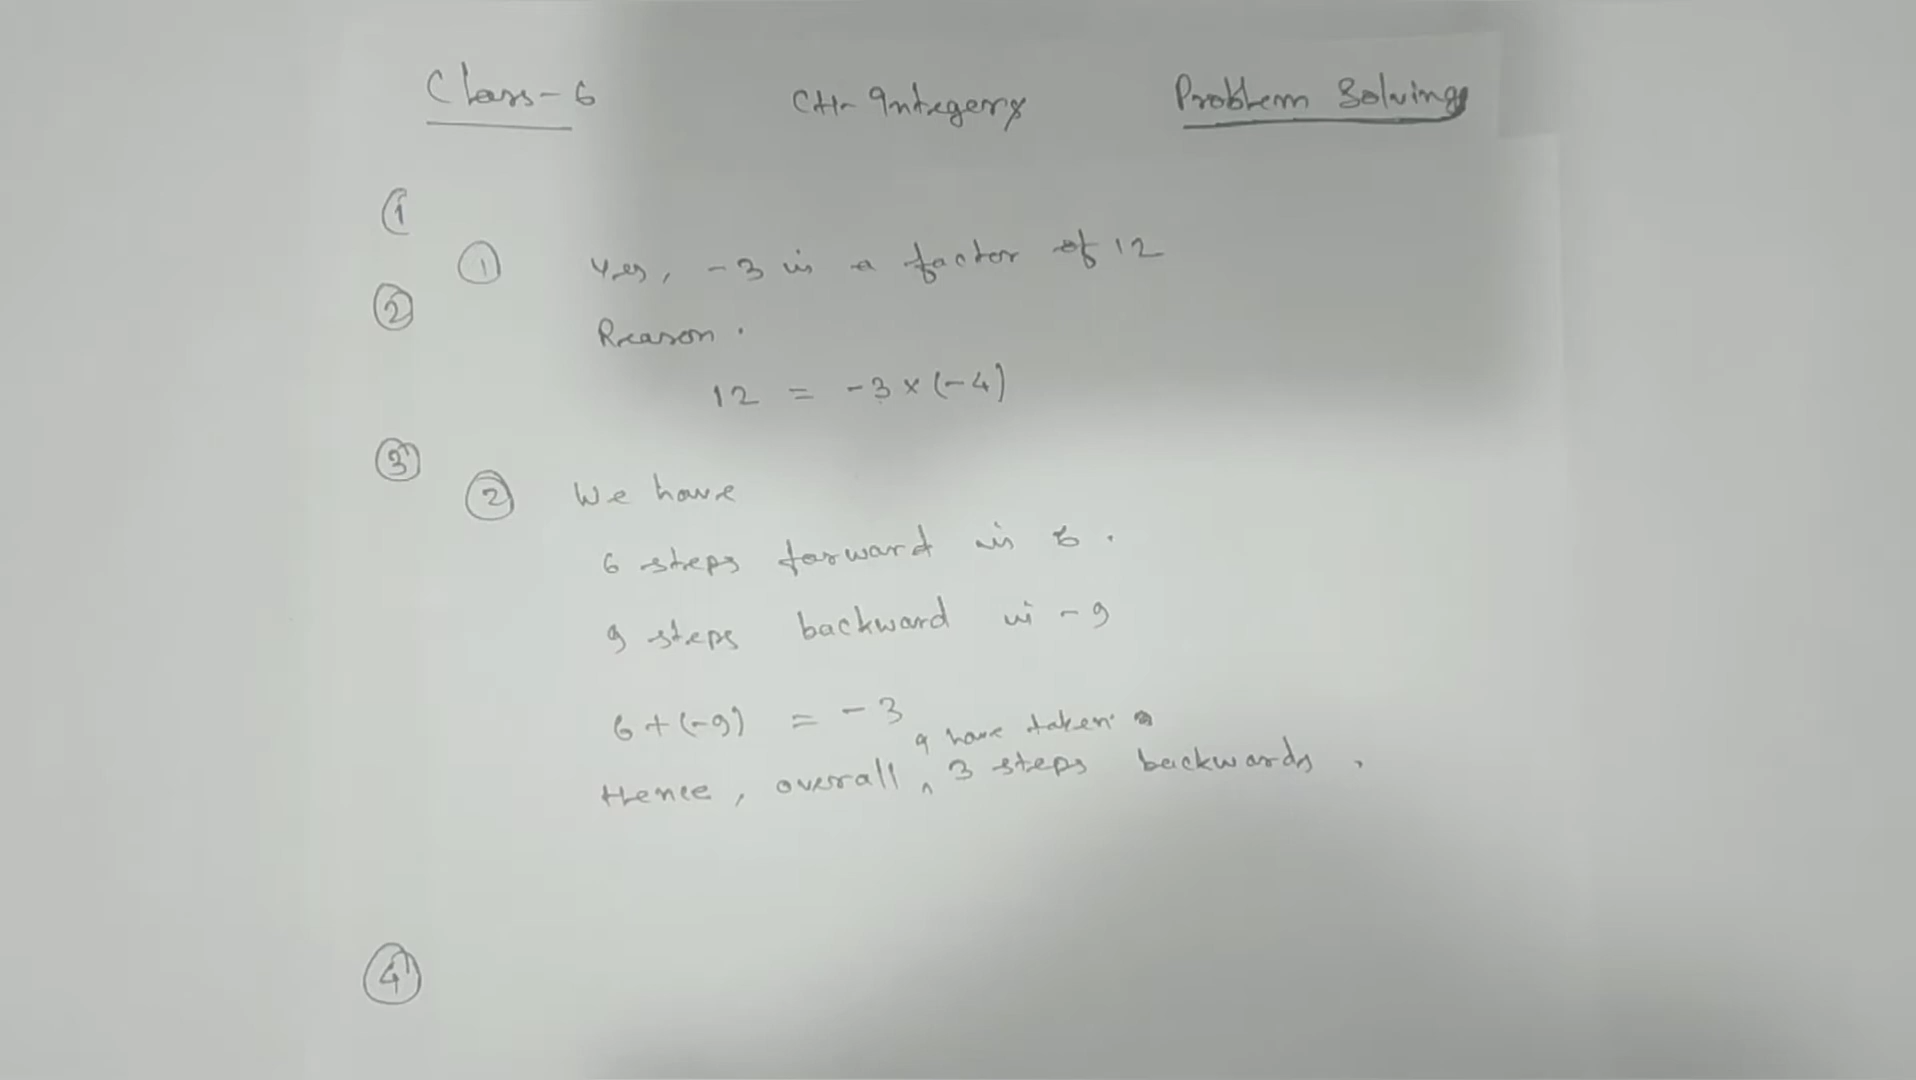 Class-6 CH- Integers Problem Solving
1
1 Yes, -3 is a factor of 12
2
Reason.
12 = -3 × (-4)
3
2 We have
6 steps forward is 6.
9 steps backward is -9
6+(-9) = -3
I have taken
Hence, overall ^ 3 steps backwards.
4